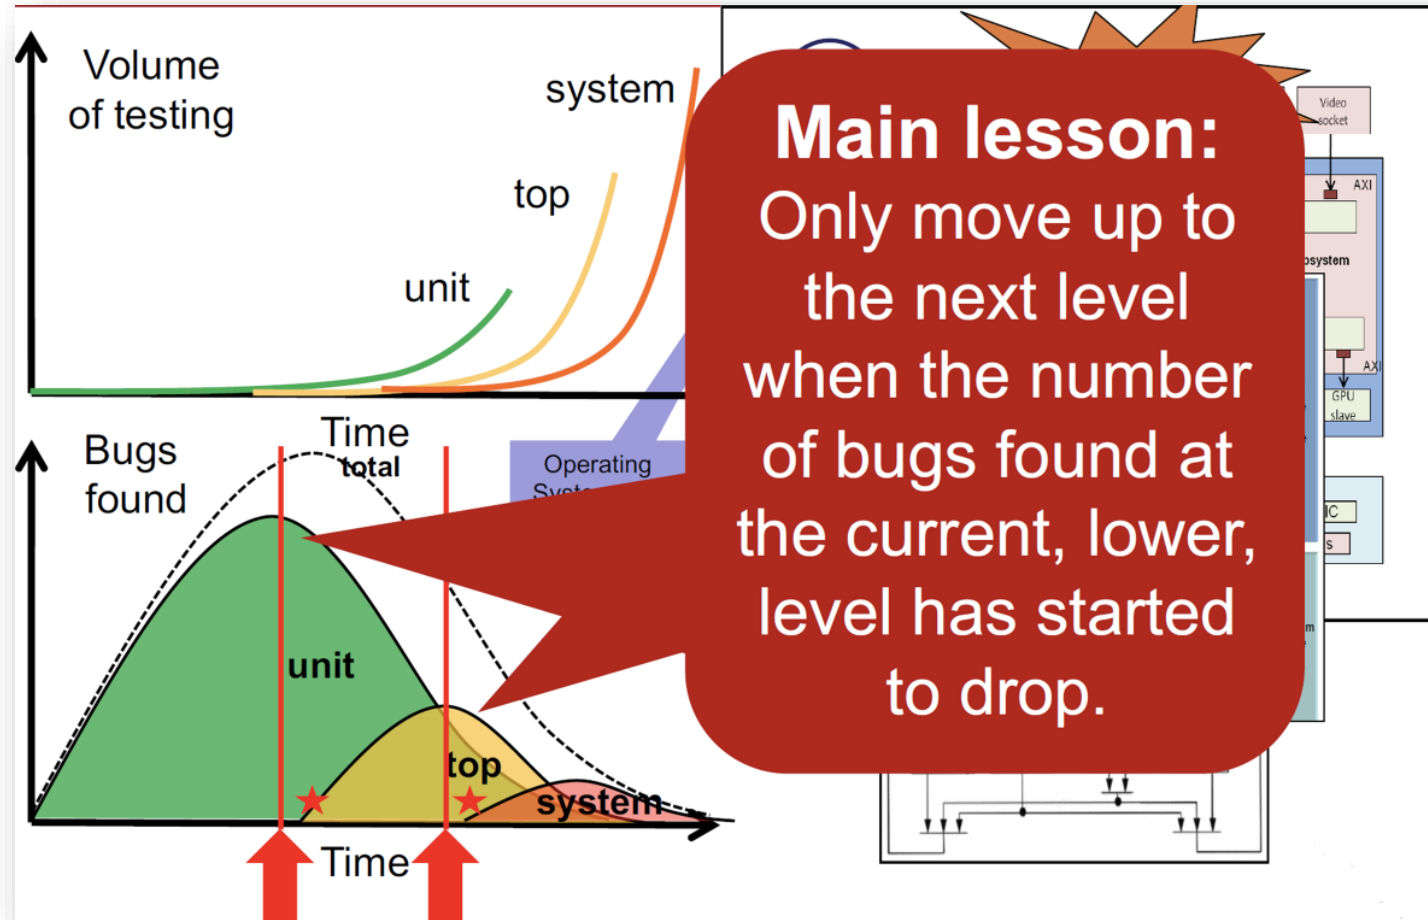 Volume
of testing
system
top
unit
Time
Bugs
found
total
unit
top
system
Time
Operating
Main lesson:
Only move up to
the next level
when the number
of bugs found at
the current, lower,
level has started
to drop.
Video
socket
AXI
AXI
GPU
slave